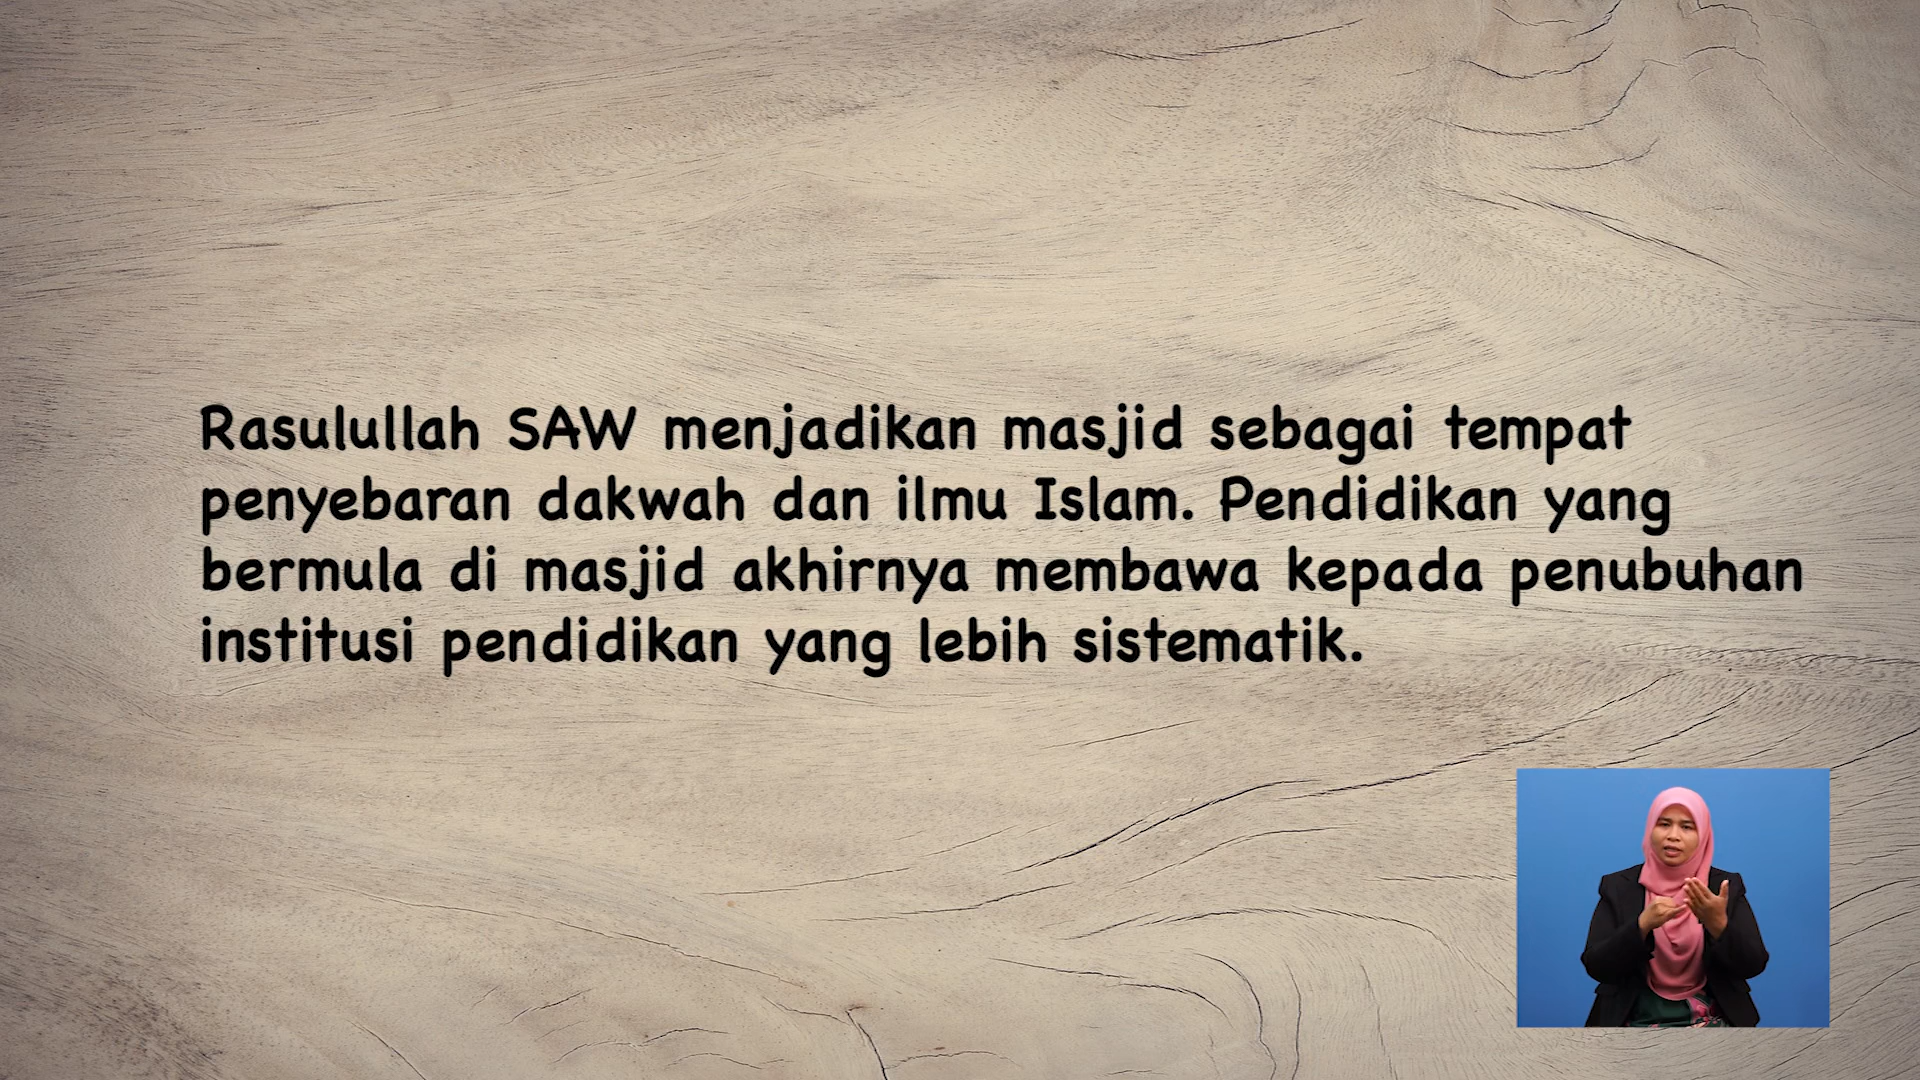 Rasulullah SAW menjadikan masjid sebagai tempat
penyebaran dakwah dan ilmu Islam. Pendidikan yang
bermula di masjid akhirnya membawa kepada penubuhan
institusi pendidikan yang lebih sistematik.